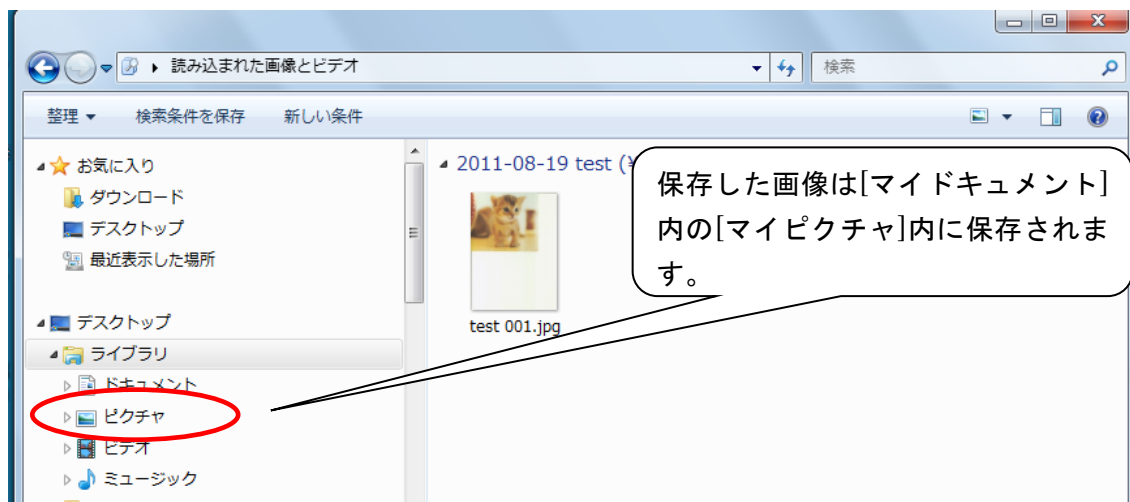 読み込まれた画像とビデオ
検索
整理
検索条件を保存
新しい条件
お気に入り
ダウンロード
デスクトップ
最近表示した場所
デスクトップ
ライブラリ
ドキュメント
ピクチャ
ビデオ
ミュージック
2011-08-19 test (
test 001.jpg
保存した画像は[マイドキュメント]
内の[マイピクチャ]内に保存されま
す。